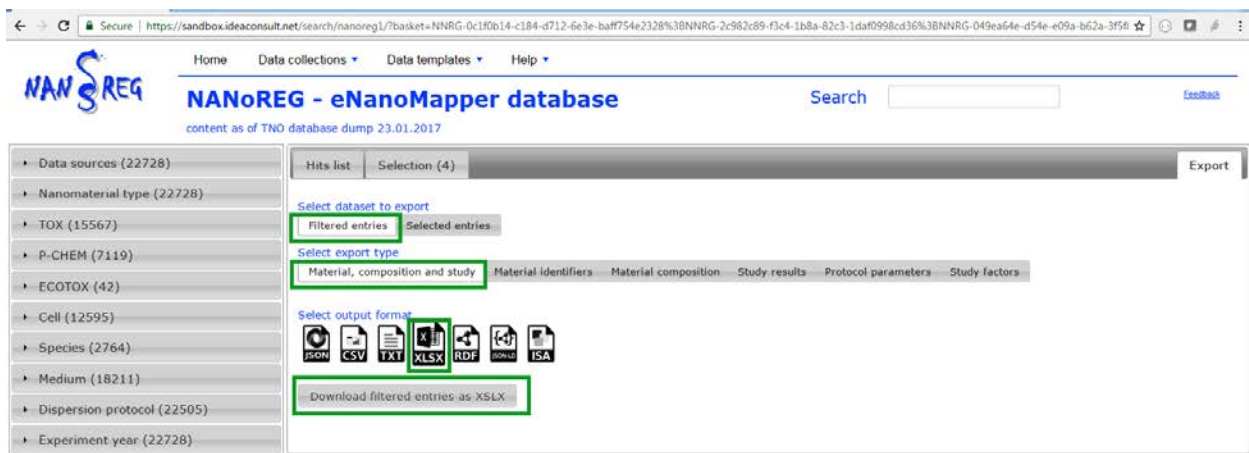 Secure | https://sandbox.ideaconsult.net/search/nanoreg1/?basket=NNRG-0c1f0b14-c184-d712-6e3e-baff754e2328%3BNNRG-2c982c89-f3c4-1b8a-82c3-1daf0998cd36%3BNNRG-049ea64e-d54e-e09a-b62a-3f5fl
NANOREG
Home Data collections Data templates Help
NANoREG - eNanoMapper database Search Feedback
content as of TNO database dump 23.01.2017
Data sources (22728)
Nanomaterial type (22728)
TOX (15567)
P-CHEM (7119)
ECOTOX (42)
Cell (12595)
Species (2764)
Medium (18211)
Dispersion protocol (22505)
Experiment year (22728)
Hits list Selection (4) Export
Select dataset to export
Filtered entries Selected entries
Select export type
Material, composition and study Material identifiers Material composition Study results Protocol parameters Study factors
Select output format
JSON CSV TXT XLSX RDF JSON-LD ISA
Download filtered entries as XSLX